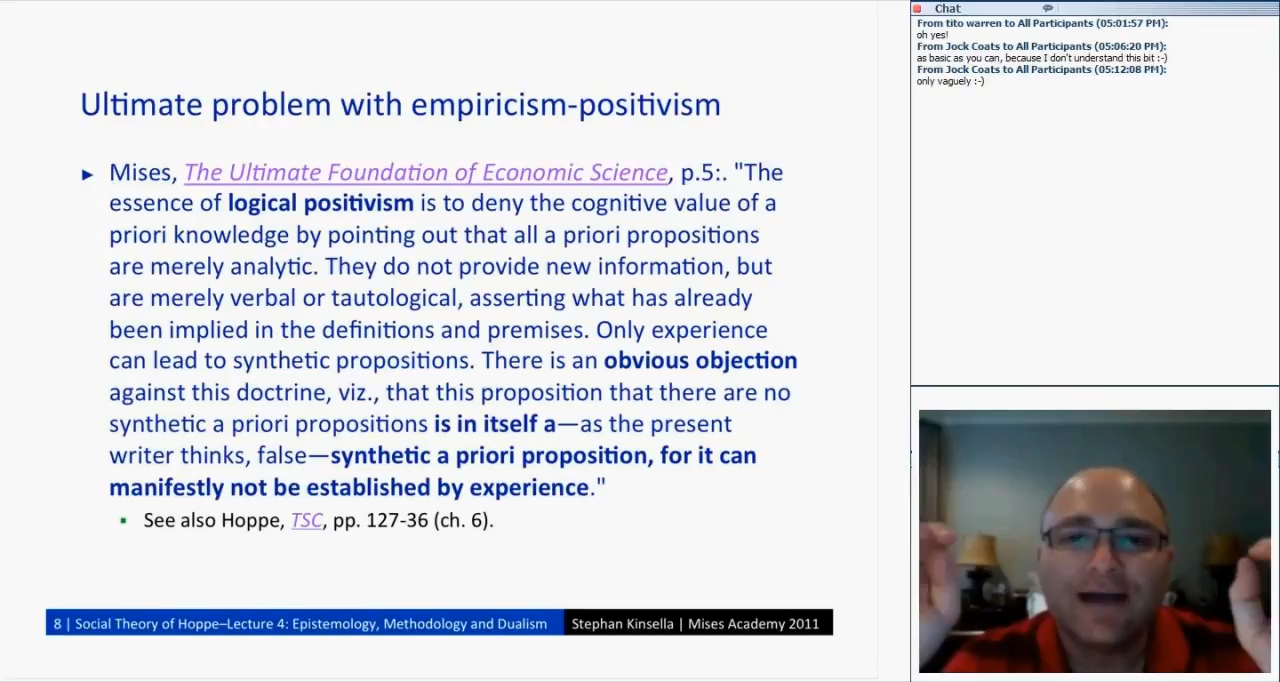 Ultimate problem with empiricism-positivism
► Mises, The Ultimate Foundation of Economic Science, p.5:. "The
essence of logical positivism is to deny the cognitive value of a
priori knowledge by pointing out that all a priori propositions
are merely analytic. They do not provide new information, but
are merely verbal or tautological, asserting what has already
been implied in the definitions and premises. Only experience
can lead to synthetic propositions. There is an obvious objection
against this doctrine, viz., that this proposition that there are no
synthetic a priori propositions is in itself a—as the present
writer thinks, false—synthetic a priori proposition, for it can
manifestly not be established by experience."
▪ See also Hoppe, TSC, pp. 127-36 (ch. 6).
8 | Social Theory of Hoppe–Lecture 4: Epistemology, Methodology and Dualism Stephan Kinsella | Mises Academy 2011
Chat
From tito warren to All Participants (05:01:57 PM):
oh yes!
From Jock Coats to All Participants (05:06:20 PM):
as basic as you can, because I don't understand this bit :-)
From Jock Coats to All Participants (05:12:08 PM):
only vaguely :-)